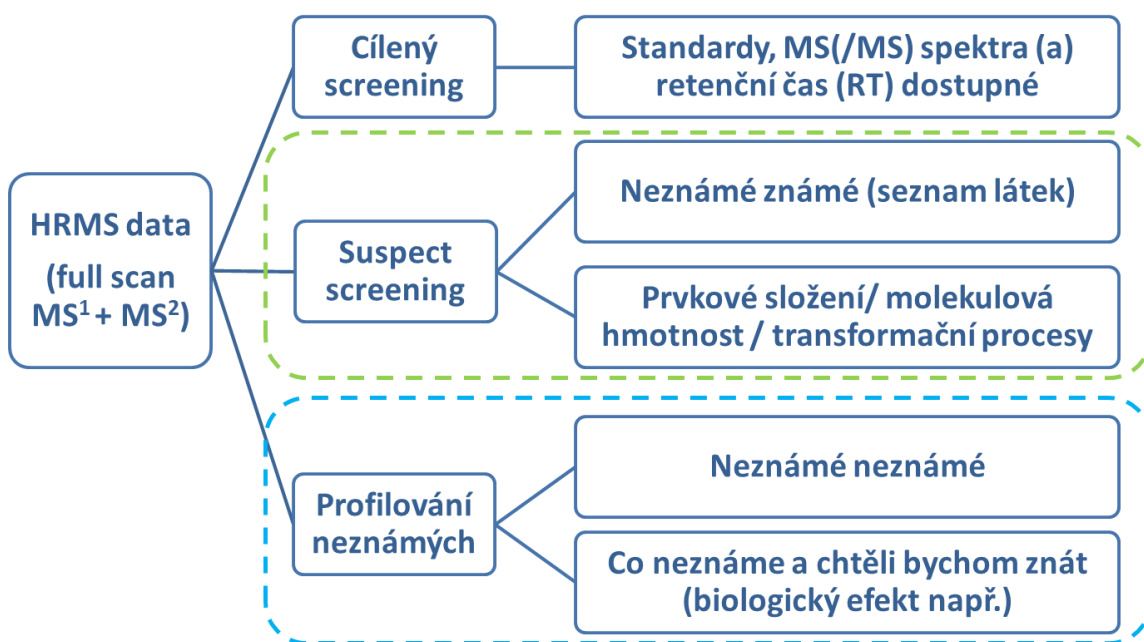 HRMS data
(full scan
MS¹ + MS²)
Cílený
screening
Standardy, MS(/MS) spektra (a)
retenční čas (RT) dostupné
Suspect
screening
Neznámé známé (seznam látek)
Prvkové složení/ molekulová
hmotnost / transformační procesy
Profilování
neznámých
Neznámé neznámé
Co neznáme a chtěli bychom znát
(biologický efekt např.)